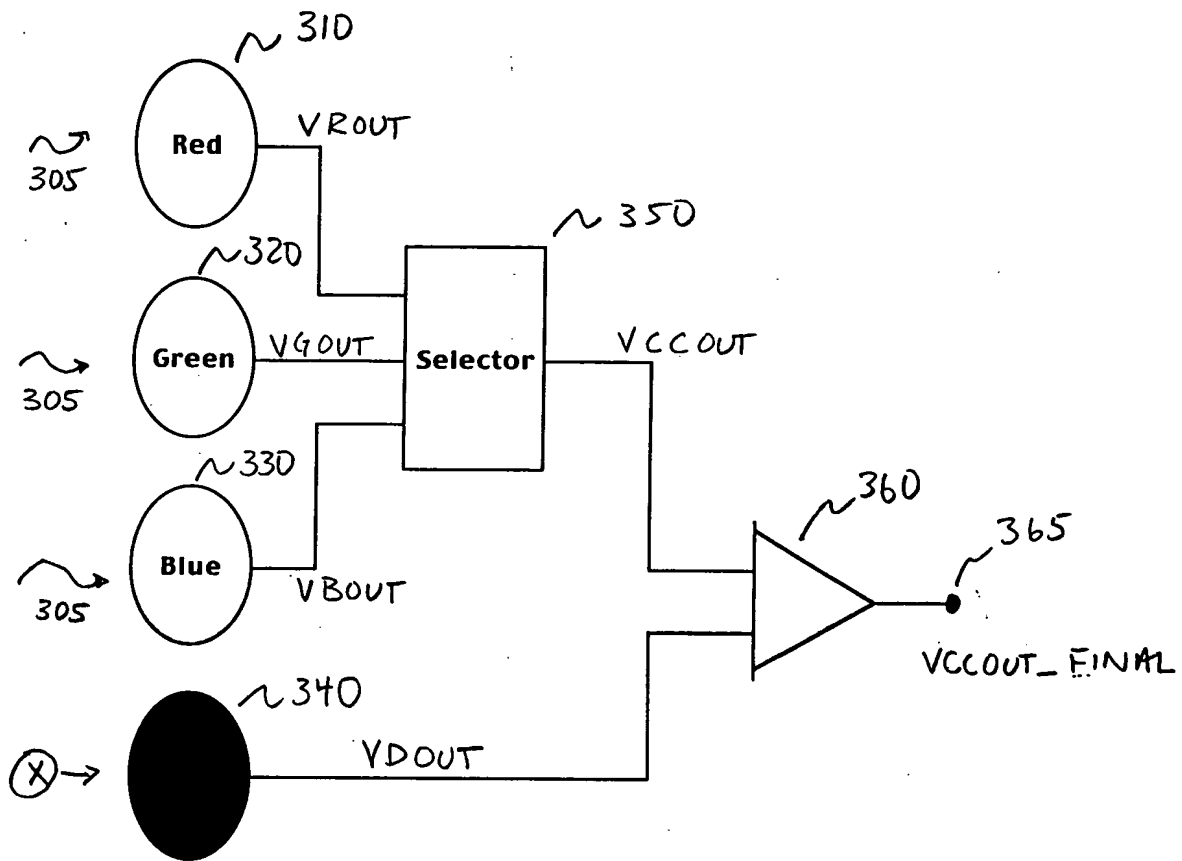 310
Red
VROUT
305
350
320
Green
VGOUT
Selector
VCCOUT
305
330
Blue
VBOUT
305
360
365
VCCOUT_FINAL
340
X
VDOUT